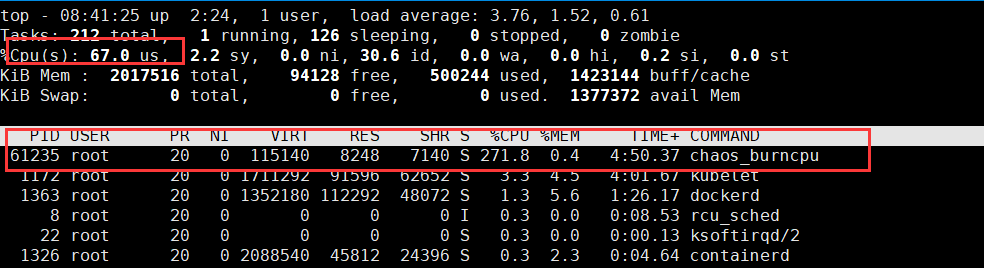 top - 08:41:25 up  2:24,  1 user,  load average: 3.76, 1.52, 0.61
Tasks: 212 total,   1 running, 126 sleeping,   0 stopped,   0 zombie
%Cpu(s): 67.0 us,  2.2 sy,  0.0 ni, 30.6 id,  0.0 wa,  0.0 hi,  0.2 si,  0.0 st
KiB Mem :  2017516 total,    94128 free,   500244 used,  1423144 buff/cache
KiB Swap:        0 total,        0 free,        0 used.  1377372 avail Mem
PID USER      PR  NI    VIRT    RES    SHR S  %CPU %MEM     TIME+ COMMAND
61235 root      20   0  115140   8248   7140 S 271.8  0.4   4:50.37 chaos_burncpu
1172 root      20   0 1711292  91596  62652 S   3.3  4.5   4:01.67 kubelet
1363 root      20   0 1352180 112292  48072 S   1.3  5.6   1:26.17 dockerd
8 root      20   0       0      0      0 I   0.3  0.0   0:08.53 rcu_sched
22 root      20   0       0      0      0 S   0.3  0.0   0:00.13 ksoftirqd/2
1326 root      20   0 2088540  45812  24396 S   0.3  2.3   0:04.64 containerd